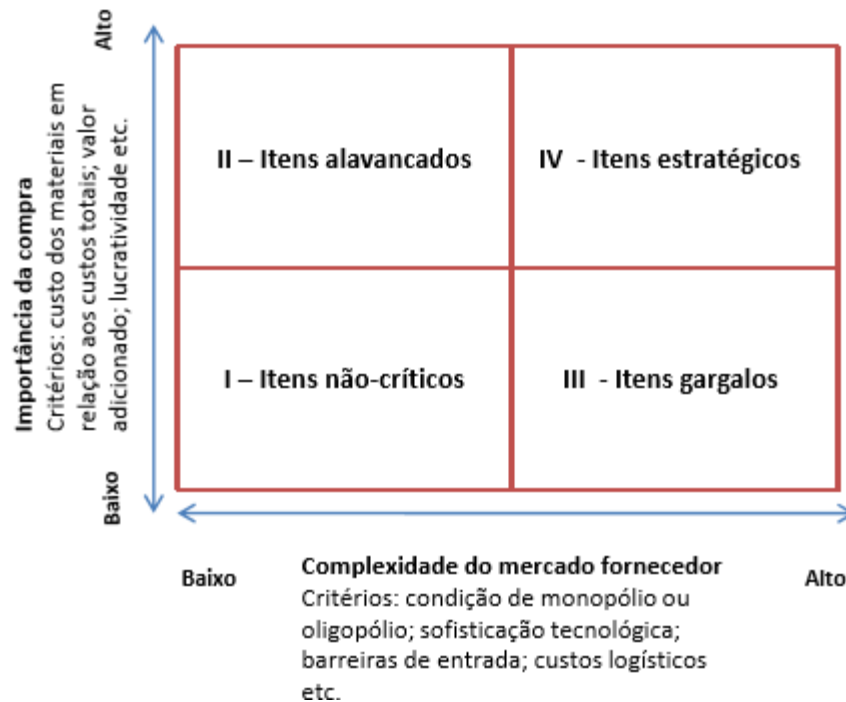 Alto
Importância da compra
Critérios: custo dos materiais em
relação aos custos totais; valor
adicionado; lucratividade etc.
Baixo
II – Itens alavancados
IV - Itens estratégicos
I – Itens não-críticos
III - Itens gargalos
Baixo
Complexidade do mercado fornecedor
Critérios: condição de monopólio ou
oligopólio; sofisticação tecnológica;
barreiras de entrada; custos logísticos
etc.
Alto